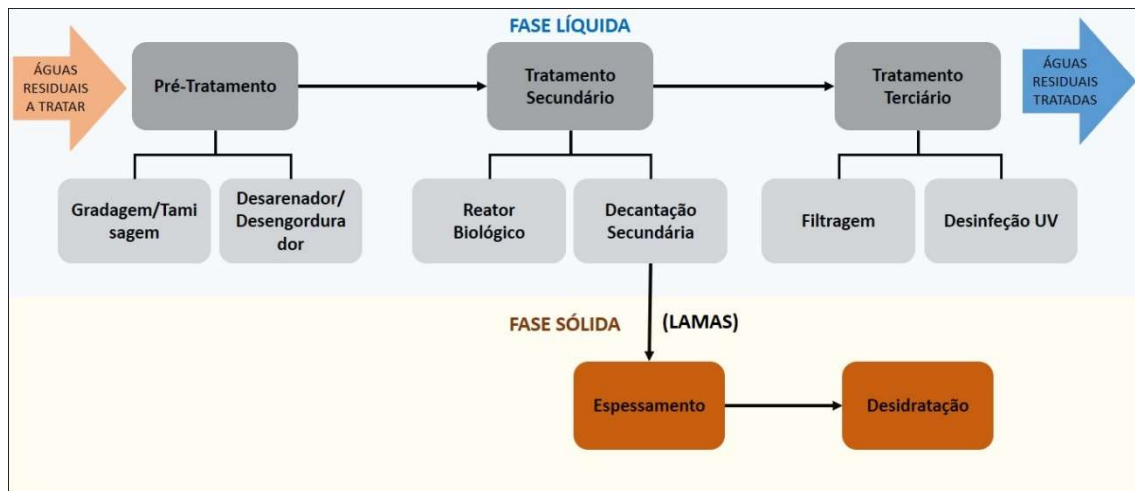 FASE LÍQUIDA
ÁGUAS
RESIDUAIS
A TRATAR
Pré-Tratamento
Tratamento
Secundário
Tratamento
Terciário
ÁGUAS
RESIDUAIS
TRATADAS
Gradagem/Tami
sagem
Desarenador/
Desengordura
dor
Reator
Biológico
Decantação
Secundária
Filtragem
Desinfeção UV
FASE SÓLIDA
(LAMAS)
Espessamento
Desidratação